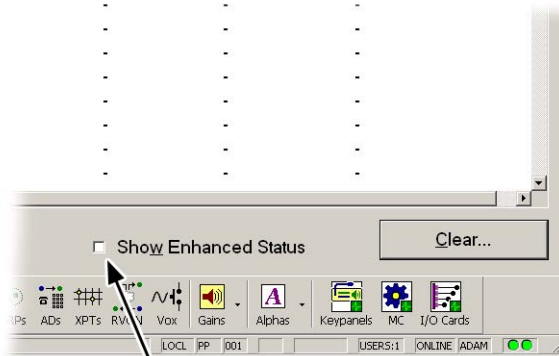 - - -
- - -
- - -
- - -
- - -
- - -
- - -
- - -
Show Enhanced Status
Clear...
ADs XPTs Vox Gains Alphas Keypanels MC I/O Cards
LOCL PP 001 USERS:1 ONLINE ADAM